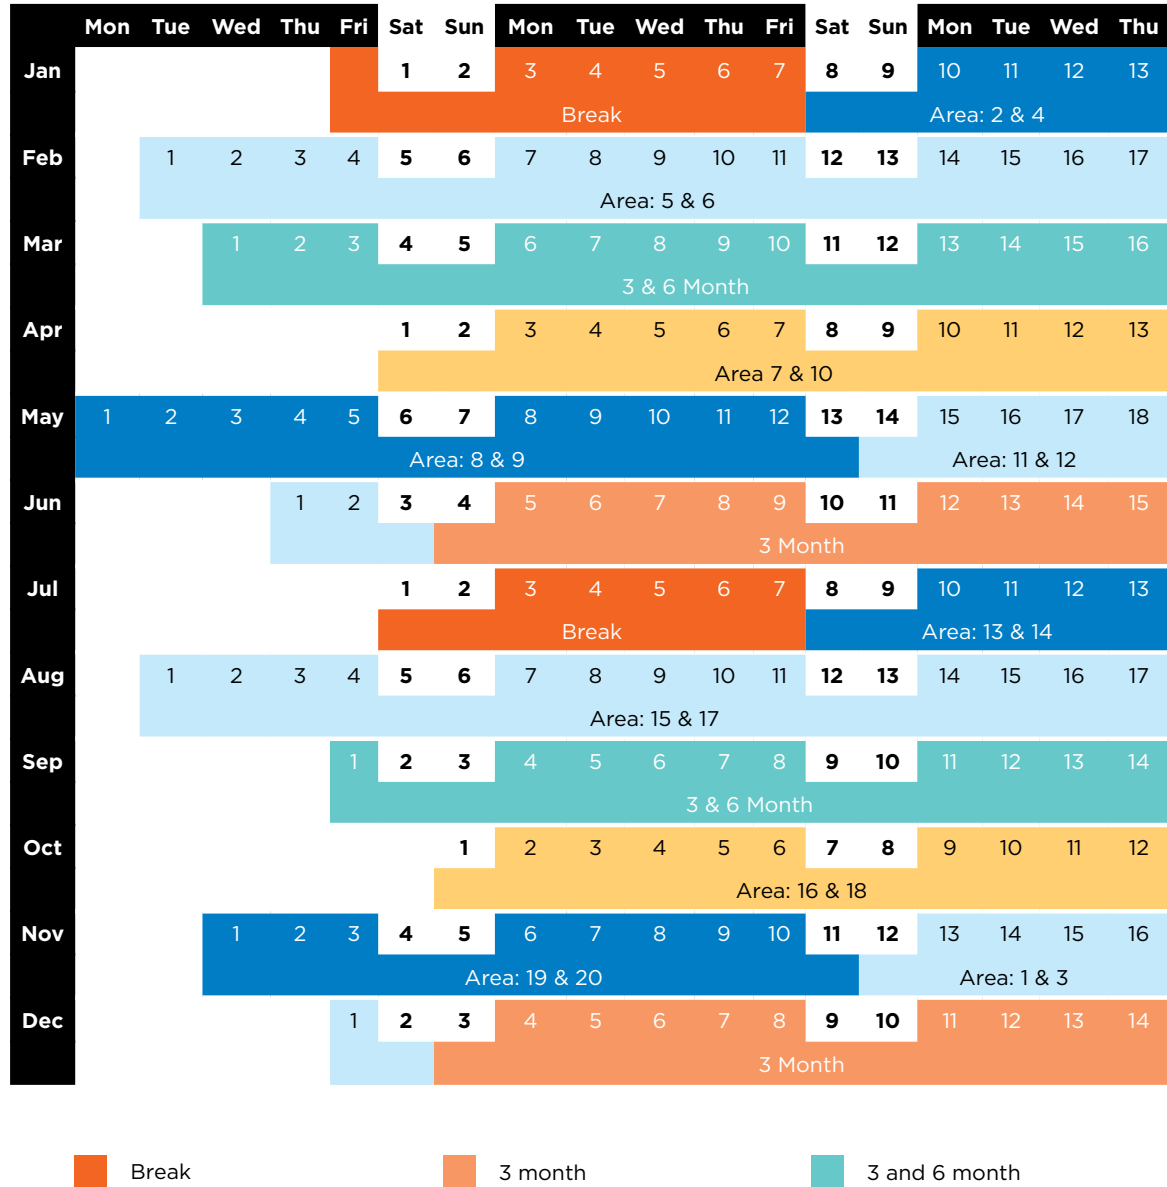 Mon Tue Wed Thu Fri Sat Sun Mon Tue Wed Thu Fri Sat Sun Mon Tue Wed Thu
Jan 1 2 3 4 5 6 7 8 9 10 11 12 13
Break Area: 2 & 4
Feb 1 2 3 4 5 6 7 8 9 10 11 12 13 14 15 16 17
Area: 5 & 6
Mar 1 2 3 4 5 6 7 8 9 10 11 12 13 14 15 16
3 & 6 Month
Apr 1 2 3 4 5 6 7 8 9 10 11 12 13
Area 7 & 10
May 1 2 3 4 5 6 7 8 9 10 11 12 13 14 15 16 17 18
Area: 8 & 9 Area: 11 & 12
Jun 1 2 3 4 5 6 7 8 9 10 11 12 13 14 15
3 Month
Jul 1 2 3 4 5 6 7 8 9 10 11 12 13
Break Area: 13 & 14
Aug 1 2 3 4 5 6 7 8 9 10 11 12 13 14 15 16 17
Area: 15 & 17
Sep 1 2 3 4 5 6 7 8 9 10 11 12 13 14
3 & 6 Month
Oct 1 2 3 4 5 6 7 8 9 10 11 12
Area: 16 & 18
Nov 1 2 3 4 5 6 7 8 9 10 11 12 13 14 15 16
Area: 19 & 20 Area: 1 & 3
Dec 1 2 3 4 5 6 7 8 9 10 11 12 13 14
3 Month
Break 3 month 3 and 6 month